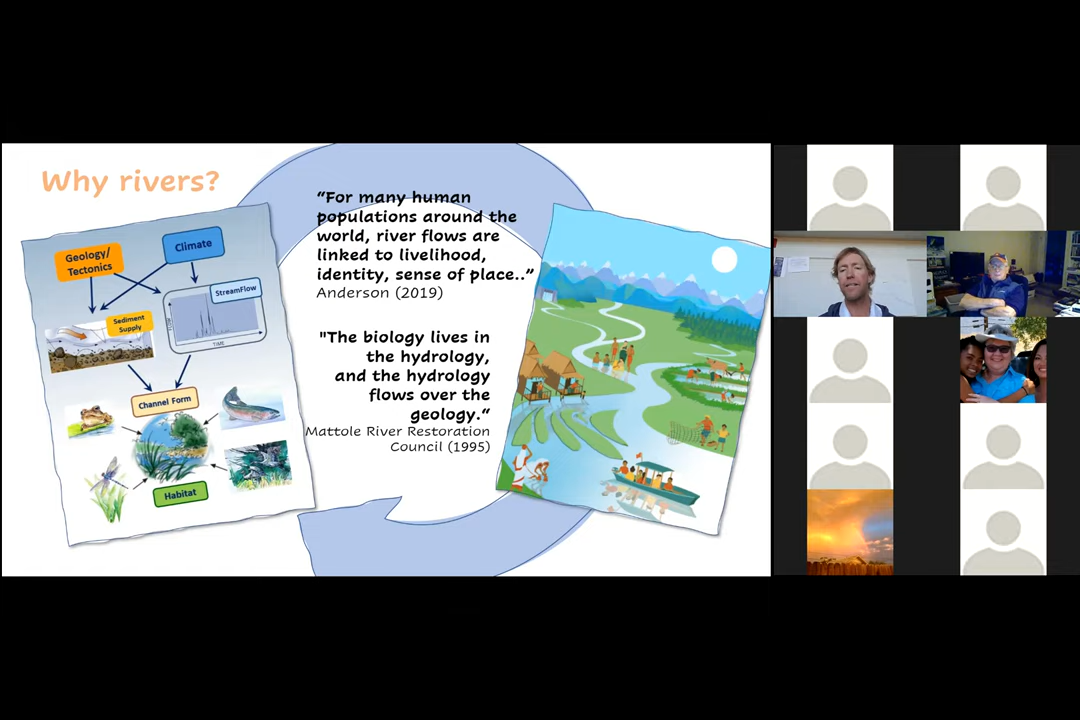 Why rivers?
Geology/
Tectonics
Climate
StreamFlow
TIME
Sediment
Supply
Channel Form
Habitat
“For many human
populations around the
world, river flows are
linked to livelihood,
identity, sense of place..”
Anderson (2019)
"The biology lives in
the hydrology,
and the hydrology
flows over the
geology.“
Mattole River Restoration
Council (1995)